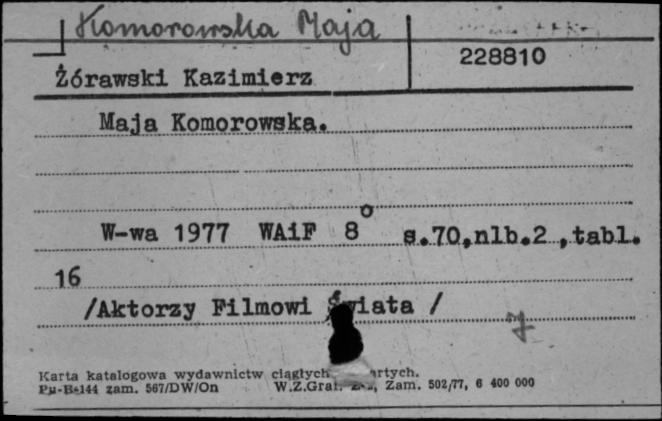 Komorowska Maja
228810
Żórawski Kazimierz
Maja Komorowska.
W-wa 1977 WAiF 8° s.70,nlb.2,tabl.
16
/Aktorzy Filmowi Świata /
Karta katalogowa wydawnictw ciągłych
Pu-B-144 zam. 567/DW/On W.Z.Graf. Zam. 502/77, 6 400 000